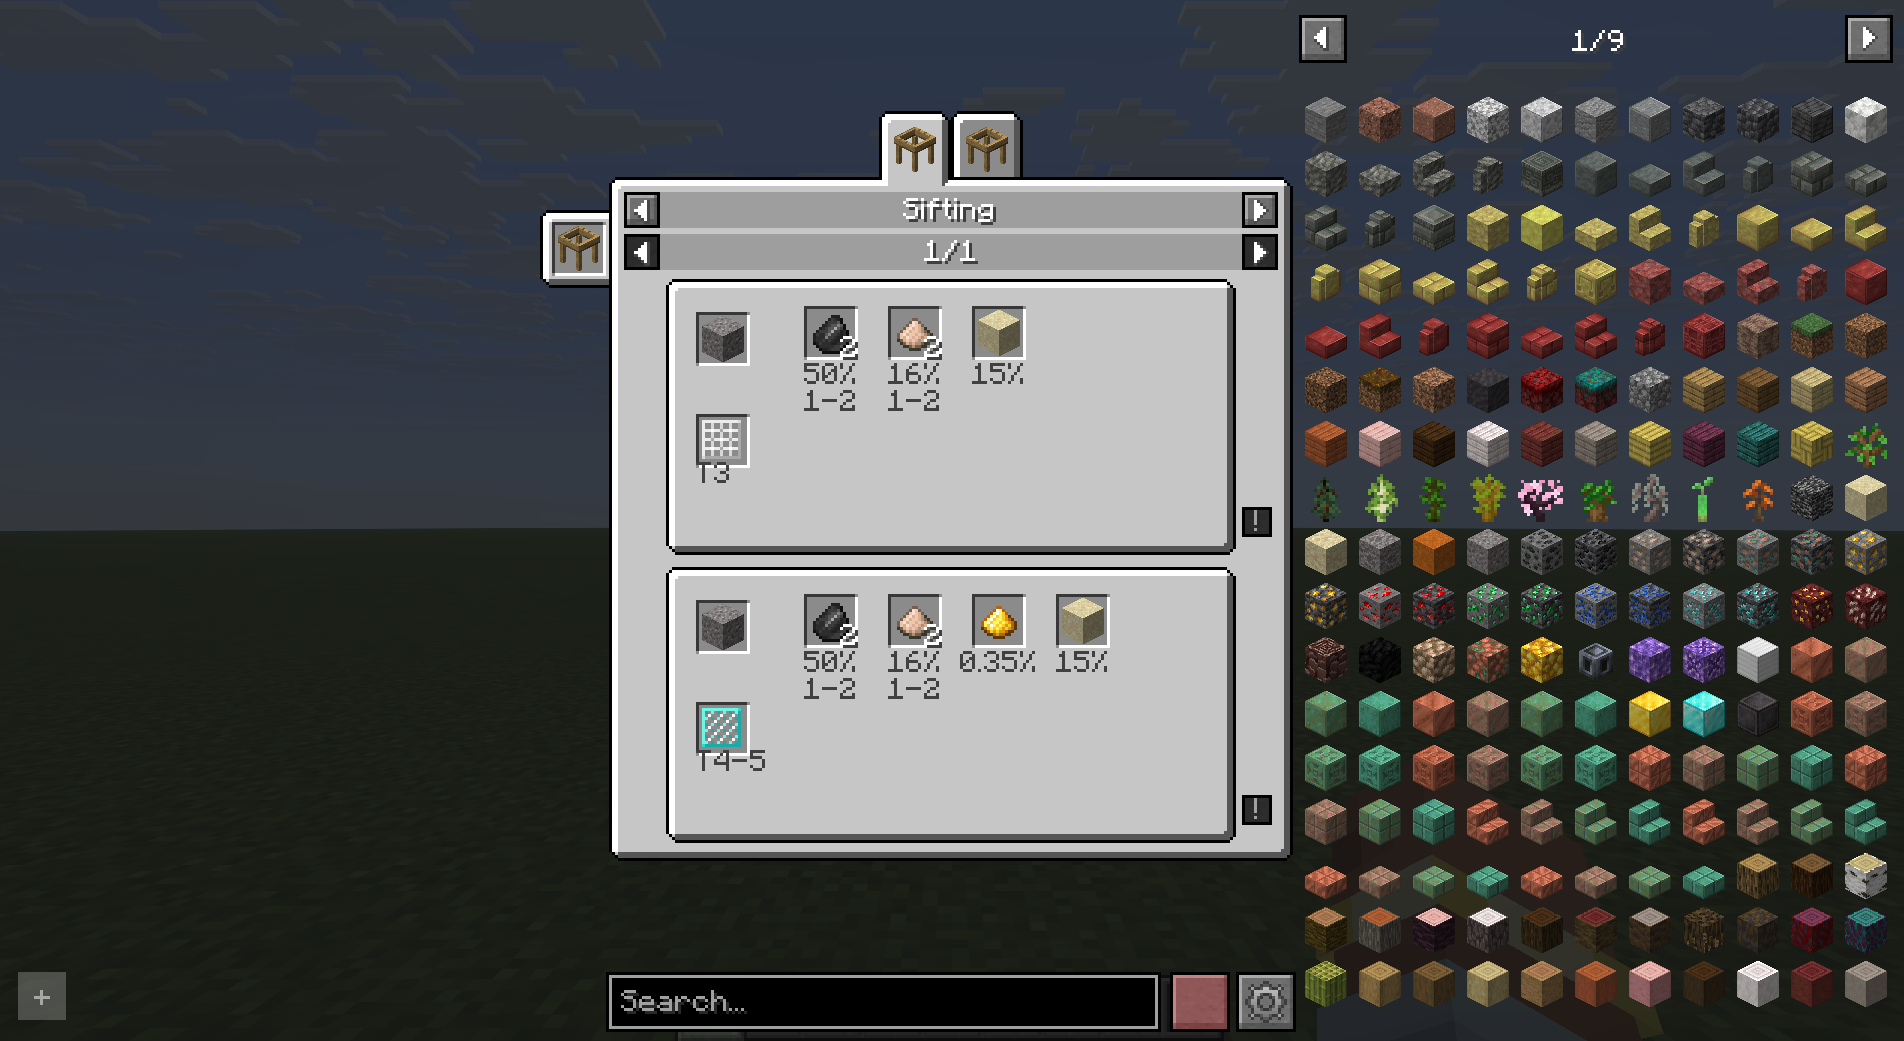 1/9
Sifting
1/1
2 2
50% 16% 15%
1-2 1-2
T3
!
2 2
50% 16% 0.35% 15%
1-2 1-2
T4-5
!
Search...
+